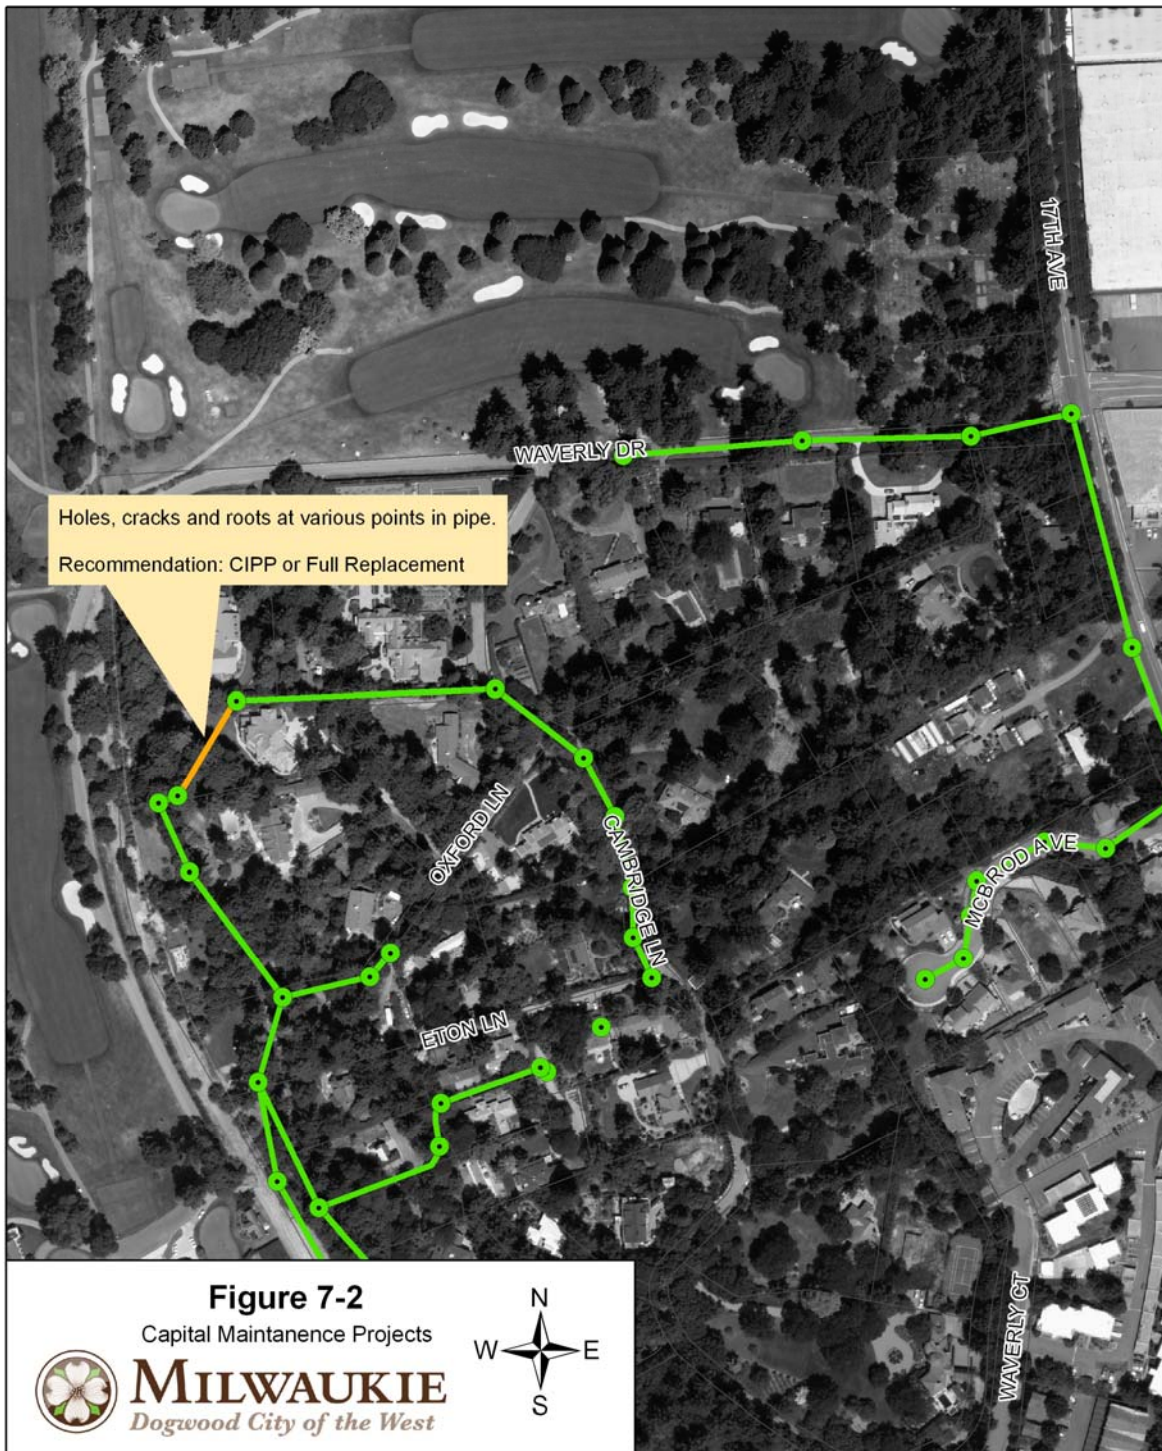 17TH AVE
WAVERLY DR
Holes, cracks and roots at various points in pipe.
Recommendation: CIPP or Full Replacement
OXFORD LN
CAMBRIDGE LN
MCBROD AVE
ETON LN
WAVERLY CT
Figure 7-2
Capital Maintanence Projects
MILWAUKIE
Dogwood City of the West
N
W
E
S